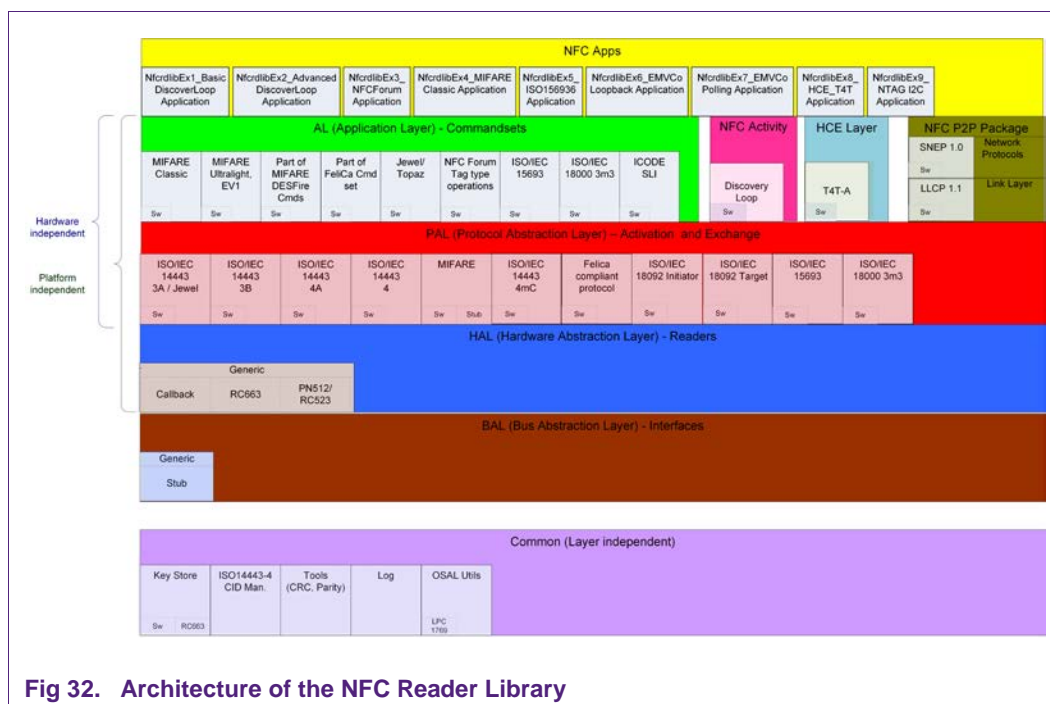 NFC Apps
NfcrdlibEx1_Basic
DiscoverLoop
Application
NfcrdlibEx2_Advanced
DiscoverLoop
Application
NfcrdlibEx3_
NFCForum
Application
NfcrdlibEx4_MIFARE
Classic Application
NfcrdlibEx5_
ISO156936
Application
NfcrdlibEx6_EMVCo
Loopback Application
NfcrdlibEx7_EMVCo
Polling Application
NfcrdlibEx8_
HCE_T4T
Application
NfcrdlibEx9_
NTAG I2C
Application
AL (Application Layer) - Commandsets
MIFARE
Classic
Sw
MIFARE
Ultralight,
EV1
Sw
Part of
MIFARE
DESFire
Cmds
Sw
Part of
FeliCa Cmd
set
Sw
Jewel/
Topaz
Sw
NFC Forum
Tag type
operations
Sw
ISO/IEC
15693
Sw
ISO/IEC
18000 3m3
Sw
ICODE
SLI
Sw
NFC Activity
Discovery
Loop
Sw
HCE Layer
T4T-A
Sw
NFC P2P Package
SNEP 1.0
Sw
Network
Protocols
LLCP 1.1
Sw
Link Layer
Hardware
independent
Platform
independent
PAL (Protocol Abstraction Layer) – Activation and Exchange
ISO/IEC
14443
3A / Jewel
Sw
ISO/IEC
14443
3B
Sw
ISO/IEC
14443
4A
Sw
ISO/IEC
14443
4
Sw
MIFARE
Sw Stub
ISO/IEC
14443
4mC
Sw
Felica
compliant
protocol
Sw
ISO/IEC
18092 Initiator
Sw
ISO/IEC
18092 Target
Sw
ISO/IEC
15693
Sw
ISO/IEC
18000 3m3
Sw
HAL (Hardware Abstraction Layer) - Readers
Generic
Callback
RC663
PN512/
RC523
BAL (Bus Abstraction Layer) - Interfaces
Generic
Stub
Common (Layer independent)
Key Store
Sw RC663
ISO14443-4
CID Man.
Tools
(CRC, Parity)
Log
OSAL Utils
LPC
1769
Fig 32. Architecture of the NFC Reader Library